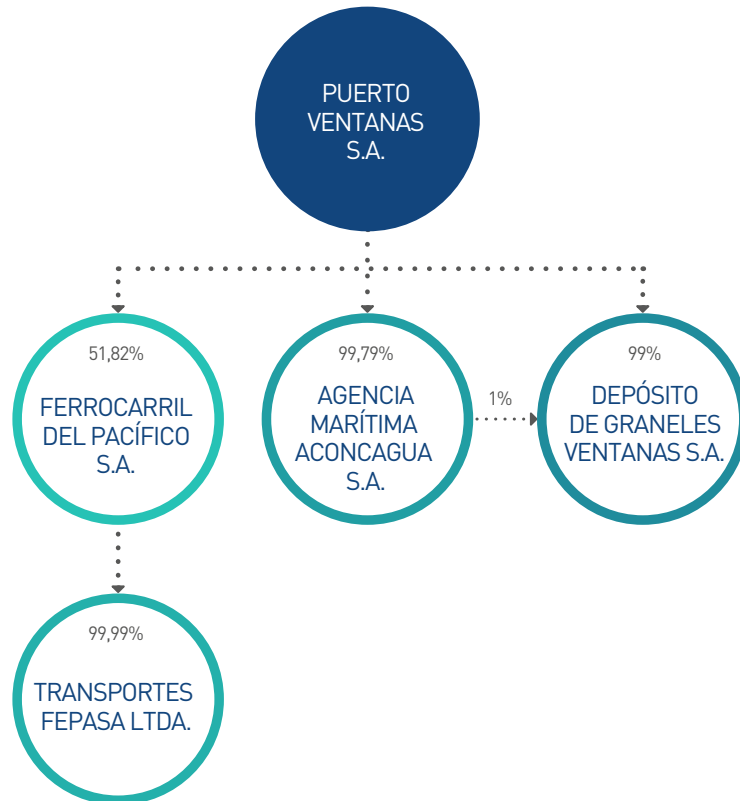 PUERTO
VENTANAS
S.A.
51,82%
FERROCARRIL
DEL PACÍFICO
S.A.
99,79%
AGENCIA
MARÍTIMA
ACONCAGUA
S.A.
1%
99%
DEPÓSITO
DE GRANELES
VENTANAS S.A.
99,99%
TRANSPORTES
FEPASA LTDA.